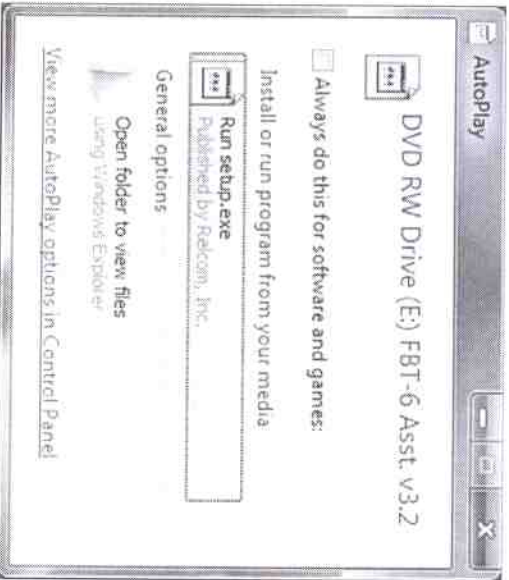 AutoPlay
DVD RW Drive (E:) FBT-6 Asst. v3.2
Always do this for software and games:
Install or run program from your media
Run setup.exe
Published by Relcom, Inc.
General options
Open folder to view files
using Windows Explorer
View more AutoPlay options in Control Panel